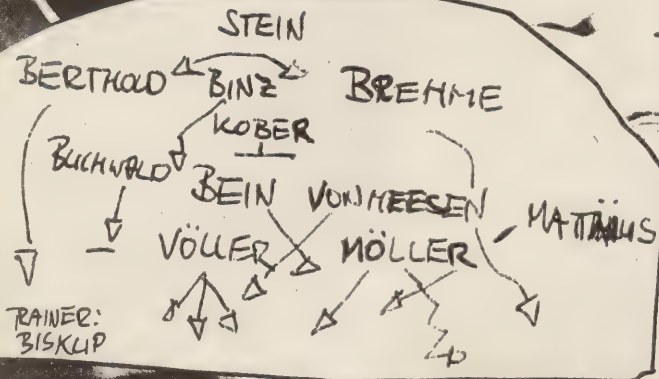 STEIN
BERTHOLD BINZ BREHME
KOBER
BUCHWALD
BEIN VON HEESEN MATTHÄUS
VÖLLER MÖLLER
TRAINER:
BISKUP